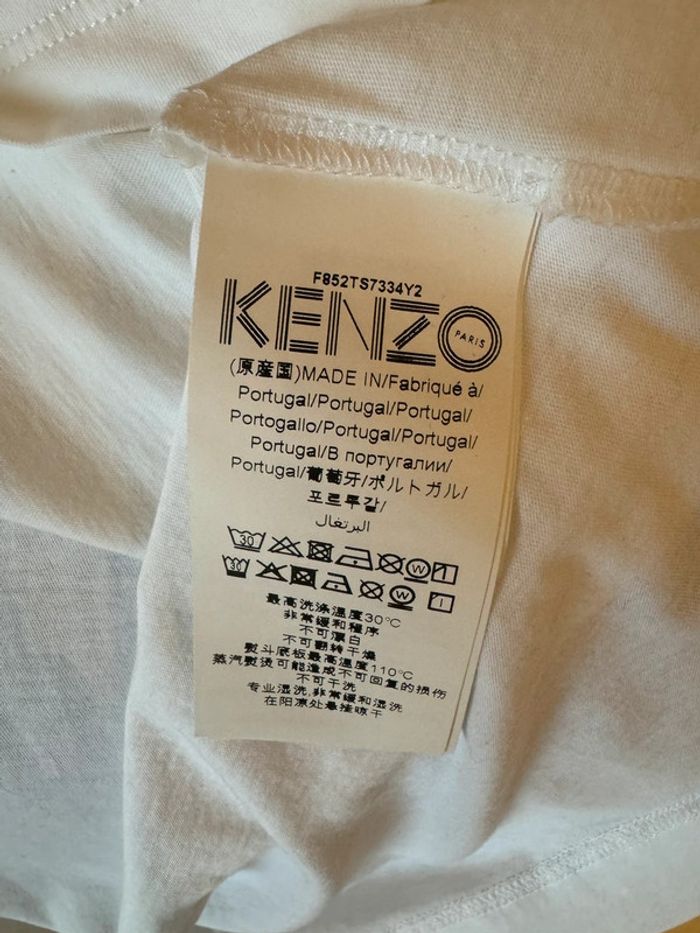 F852TS7334Y2
KENZO PARIS
(原産国)MADE IN/Fabriqué à/
Portugal/Portugal/Portugal/
Portogallo/Portugal/Portugal/
Portugal/В португалии/
Portugal/葡萄牙/ポルトガル/
포르투갈/
البرتغال
30 W
30 W
最高洗涤温度30°C
非常缓和程序
不可漂白
不可翻转干燥
熨斗底板最高温度110°C
蒸汽熨烫可能造成不可回复的损伤
不可干洗
专业湿洗,非常缓和湿洗
在阴凉处悬挂晾干